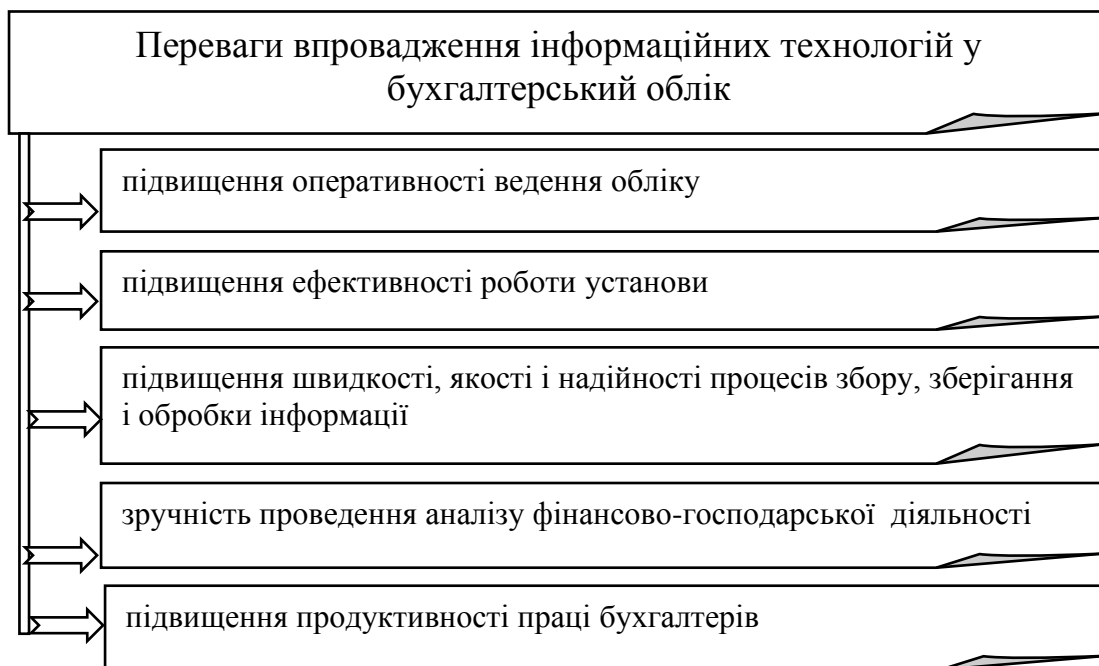 Переваги впровадження інформаційних технологій у
бухгалтерський облік
підвищення оперативності ведення обліку
підвищення ефективності роботи установи
підвищення швидкості, якості і надійності процесів збору, зберігання
і обробки інформації
зручність проведення аналізу фінансово-господарської діяльності
підвищення продуктивності праці бухгалтерів